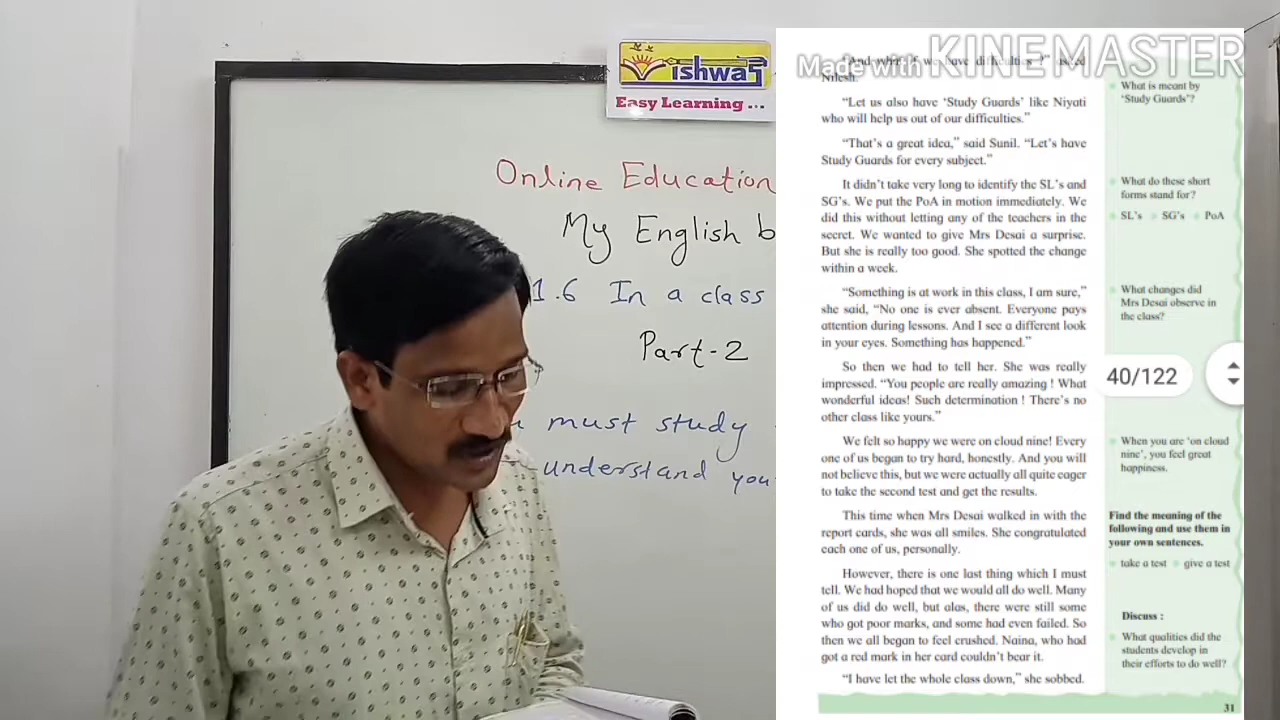 ishwaे
Easy Learning ...
Online Education
My English b
1.6 In a class
Part-2
must study
understand you
Made with KINEMASTER
Nilesh.
"Let us also have 'Study Guards' like Niyati
who will help us out of our difficulties."
"That's a great idea," said Sunil. "Let's have
Study Guards for every subject."
It didn't take very long to identify the SL's and
SG's. We put the PoA in motion immediately. We
did this without letting any of the teachers in the
secret. We wanted to give Mrs Desai a surprise.
But she is really too good. She spotted the change
within a week.
"Something is at work in this class, I am sure,"
she said, "No one is ever absent. Everyone pays
attention during lessons. And I see a different look
in your eyes. Something has happened."
So then we had to tell her. She was really
impressed. "You people are really amazing ! What
wonderful ideas! Such determination ! There's no
other class like yours."
We felt so happy we were on cloud nine! Every
one of us began to try hard, honestly. And you will
not believe this, but we were actually all quite eager
to take the second test and get the results.
This time when Mrs Desai walked in with the
report cards, she was all smiles. She congratulated
each one of us, personally.
However, there is one last thing which I must
tell. We had hoped that we would all do well. Many
of us did do well, but alas, there were still some
who got poor marks, and some had even failed. So
then we all began to feel crushed. Naina, who had
got a red mark in her card couldn't bear it.
"I have let the whole class down," she sobbed.
What is meant by
'Study Guards'?
What do these short
forms stand for?
SL's SG's PoA
What changes did
Mrs Desai observe in
the class?
40/122
When you are 'on cloud
nine', you feel great
happiness.
Find the meaning of the
following and use them in
your own sentences.
take a test give a test
Discuss :
What qualities did the
students develop in
their efforts to do well?
31